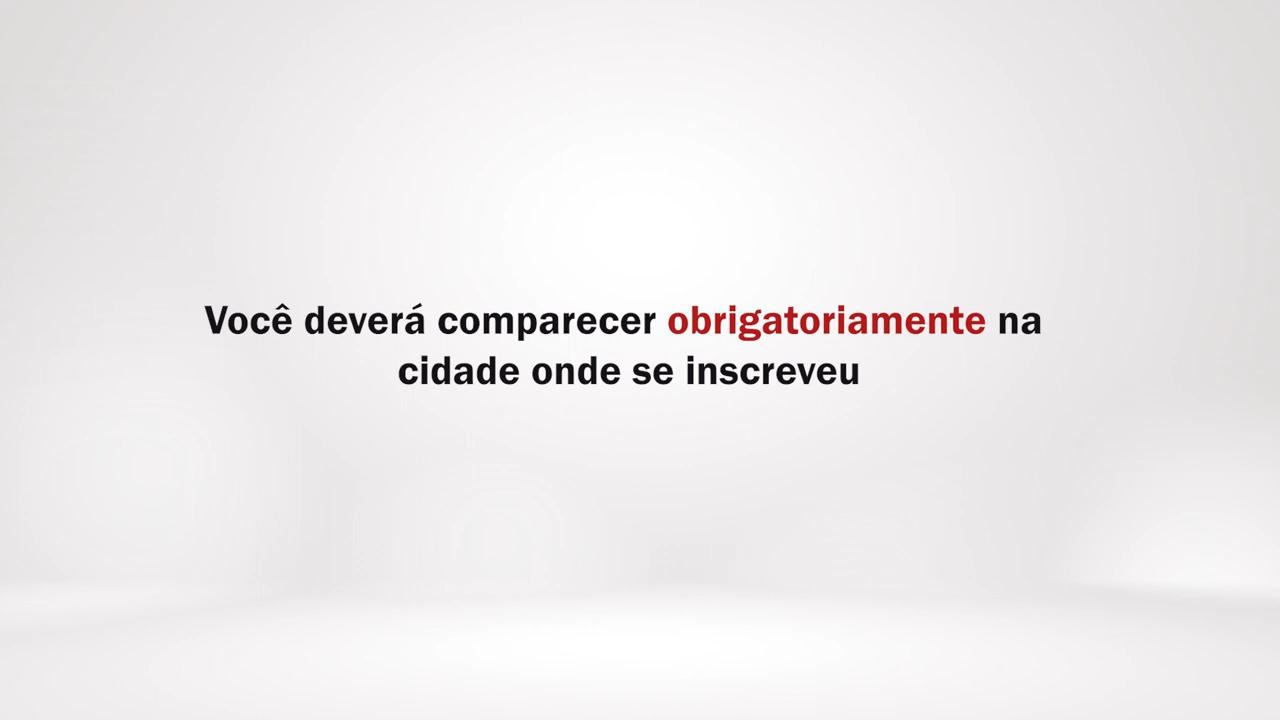 Você deverá comparecer obrigatoriamente na
cidade onde se inscreveu